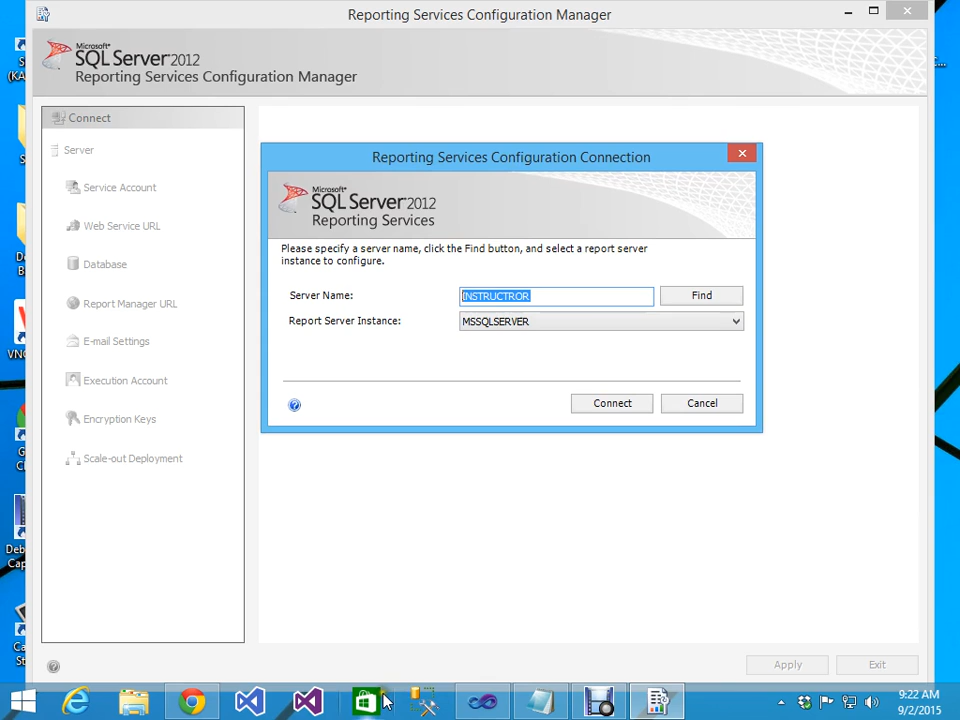 Reporting Services Configuration Manager
Microsoft
SQL Server 2012
Reporting Services Configuration Manager
Connect
Server
Service Account
Web Service URL
Database
Report Manager URL
E-mail Settings
Execution Account
Encryption Keys
Scale-out Deployment
Reporting Services Configuration Connection
Microsoft
SQL Server 2012
Reporting Services
Please specify a server name, click the Find button, and select a report server
instance to configure.
Server Name:
INSTRUCTROR
Find
Report Server Instance:
MSSQLSERVER
Connect
Cancel
Apply
Exit
9:22 AM
9/2/2015